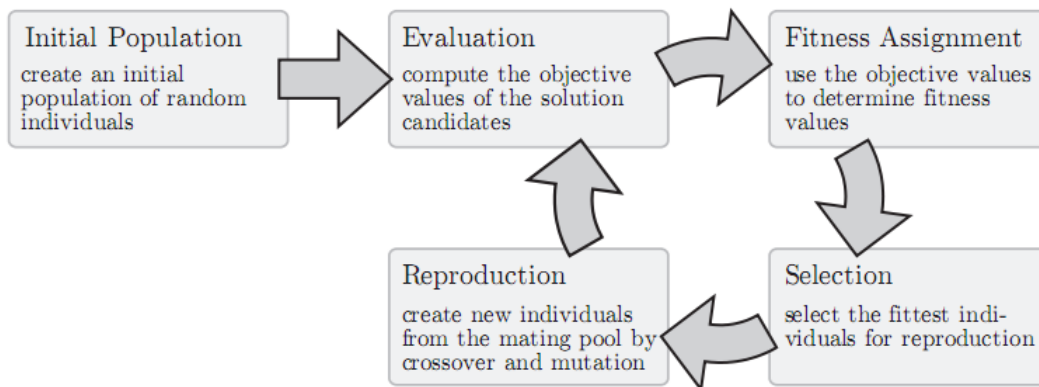 Initial Population
create an initial
population of random
individuals
Evaluation
compute the objective
values of the solution
candidates
Fitness Assignment
use the objective values
to determine fitness
values
Reproduction
create new individuals
from the mating pool by
crossover and mutation
Selection
select the fittest indi-
viduals for reproduction